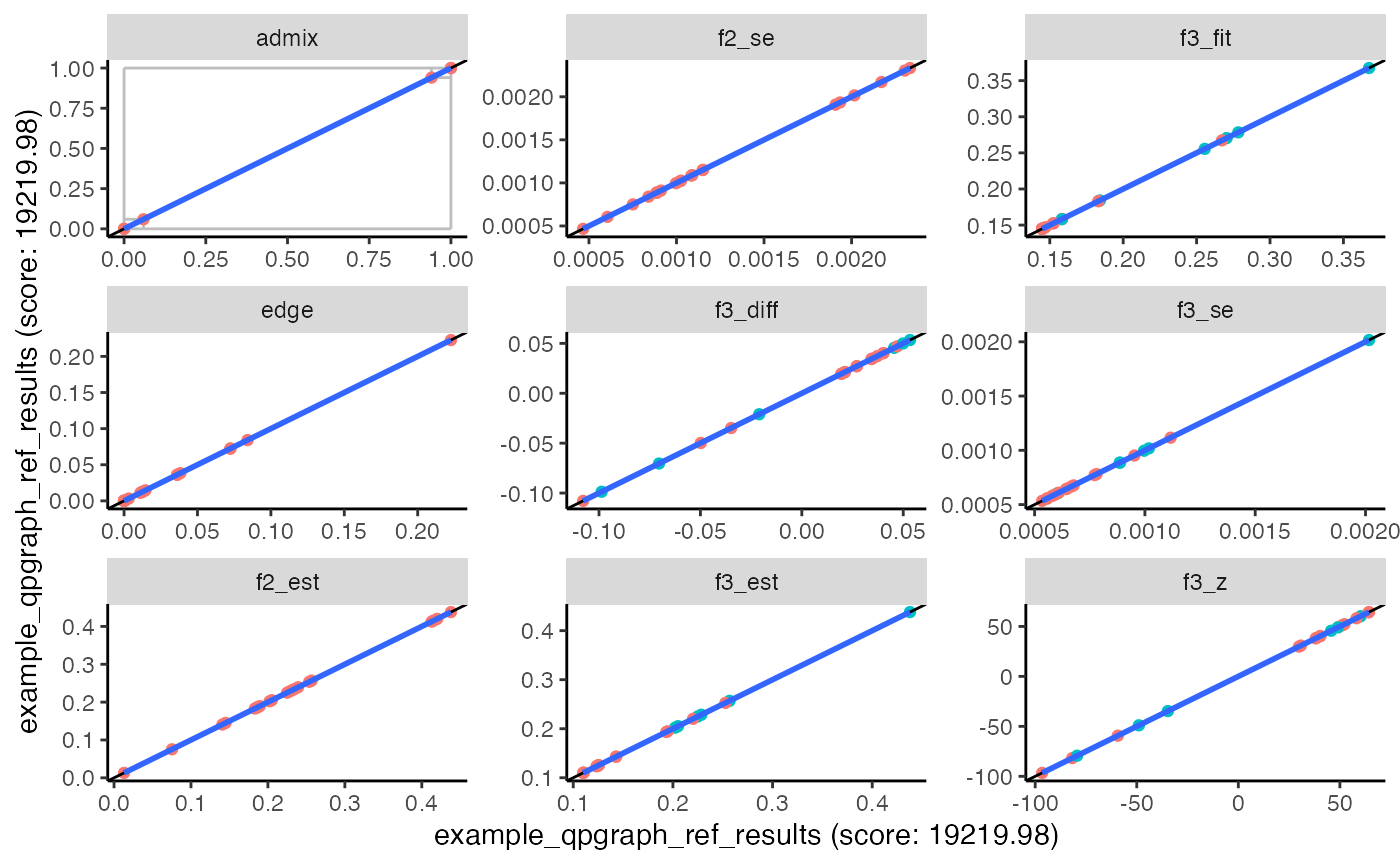 admix
f2_se
f3_fit
1.00
0.75
0.50
0.25
0.00
0.00 0.25 0.50 0.75 1.00
0.0020
0.0015
0.0010
0.0005
0.0005 0.0010 0.0015 0.0020
0.35
0.30
0.25
0.20
0.15
0.15 0.20 0.25 0.30 0.35
edge
f3_diff
f3_se
0.20
0.15
0.10
0.05
0.00
0.00 0.05 0.10 0.15 0.20
0.05
0.00
-0.05
-0.10
-0.10 -0.05 0.00 0.05
0.0020
0.0015
0.0010
0.0005
0.0005 0.0010 0.0015 0.0020
f2_est
f3_est
f3_z
0.4
0.3
0.2
0.1
0.0
0.0 0.1 0.2 0.3 0.4
0.4
0.3
0.2
0.1
0.1 0.2 0.3 0.4
50
0
-50
-100
-100 -50 0 50
example_qpgraph_ref_results (score: 19219.98)
example_qpgraph_ref_results (score: 19219.98)